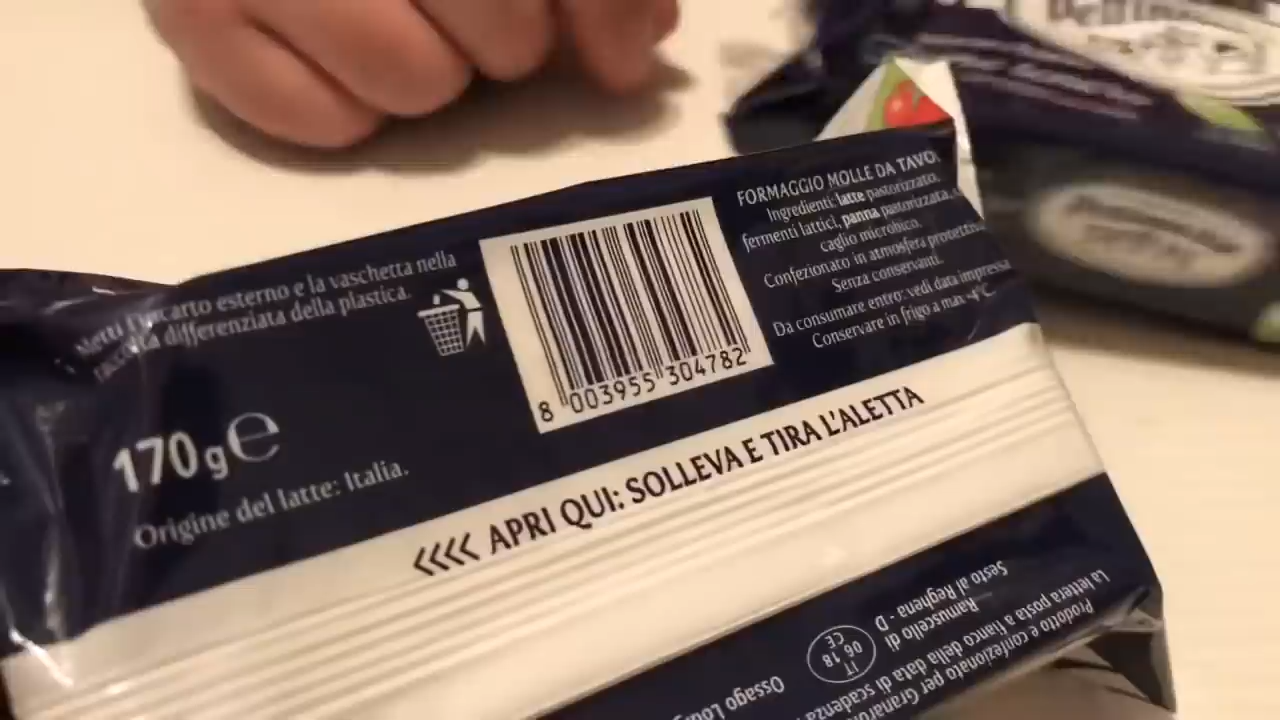 FORMAGGIO MOLLE DA TAVO
Ingredienti: latte pastorizzato,
fermenti lattici, panna pastorizzata,
caglio microbico.
Confezionato in atmosfera protettiva
Senza conservanti.
Da consumare entro: vedi data impressa
Conservare in frigo a max +4°C.
Metti l'incarto esterno e la vaschetta nella
raccolta differenziata della plastica.
8 003955 304782
170 g e
Origine del latte: Italia.
<<<< APRI QUI: SOLLEVA E TIRA L'ALETTA
La lettera posta a fianco della data di scadenza
Prodotto e confezionato per Granaro
Ramuscello di
Sesto al Reghena - D
IT
06 18
CE
Ossago Lodi